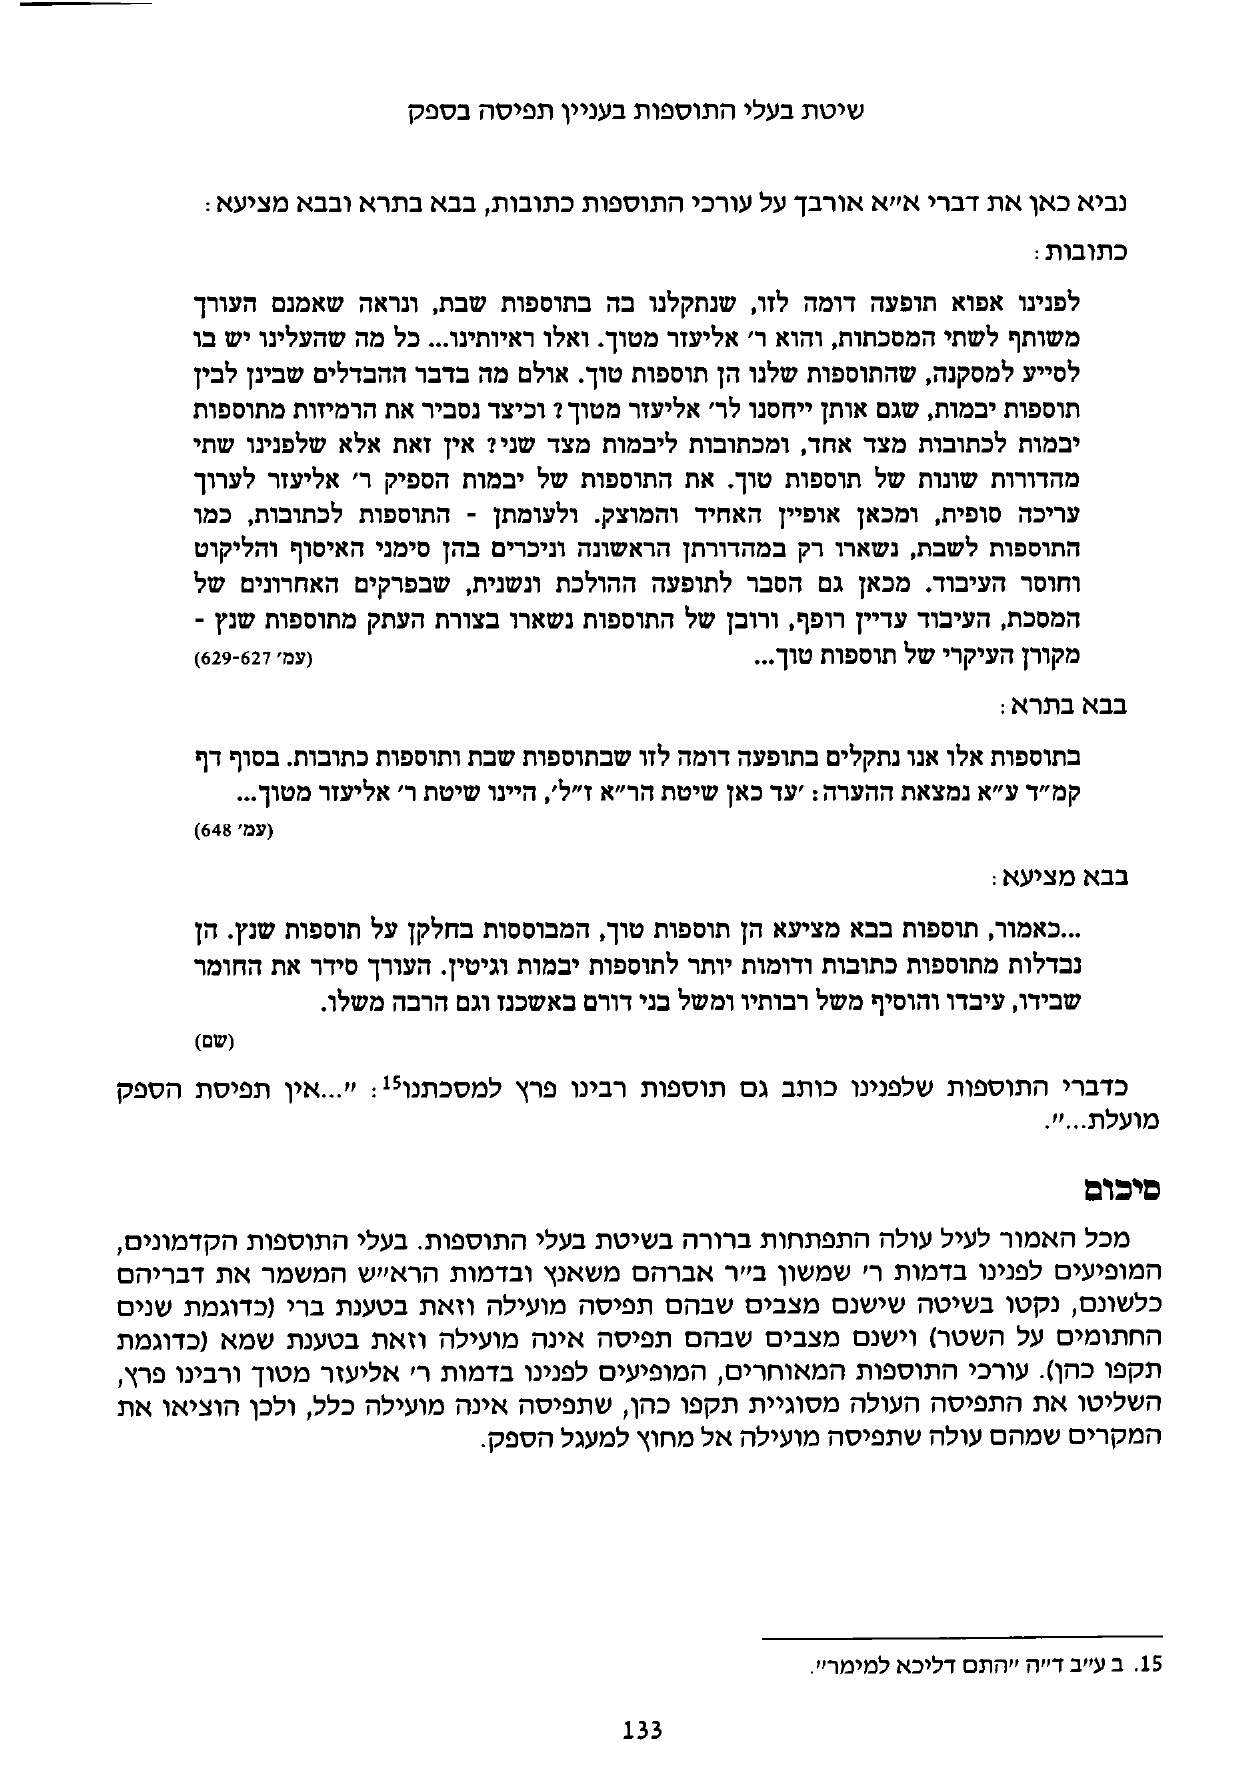 שיטת בעלי התוספות בעניין תפיסה בספק
נביא כאן את דברי א״א אורבך על עורכי התוספות כתובות, בבא בתרא ובבא מציעא:
כתובות:
לפנינו אפוא תופעה דומה לזו, שנתקלנו בה בתוספות שבת, ונראה שאמנם העורך
משותף לשתי המסכתות, והוא ר׳ אליעזר מטוך. ואלו ראיותינו... כל מה שהעלינו יש בו
לסייע למסקנה, שהתוספות שלנו הן תוספות טוך. אולם מה בדבר ההבדלים שבינן לבין
תוספות יבמות, שגם אותן ייחסנו לר׳ אליעזר מטוך? וכיצד נסביר את הרמיזות מתוספות
יבמות לכתובות מצד אחד, ומכתובות ליבמות מצד שני? אין זאת אלא שלפנינו שתי
מהדורות שונות של תוספות טוך. את התוספות של יבמות הספיק ר׳ אליעזר לערוך
עריכה סופית, ומכאן אופיין האחיד והמוצק. ולעומתן - התוספות לכתובות, כמו
התוספות לשבת, נשארו רק במהדורתן הראשונה וניכרים בהן סימני האיסוף והליקוט
וחוסר העיבוד. מכאן גם הסבר לתופעה ההולכת ונשנית, שבפרקים האחרונים של
המסכת, העיבוד עדיין רופף, ורובן של התוספות נשארו בצורת העתק מתוספות שנץ -
מקורן העיקרי של תוספות טוך... (עמ׳ 629-627)
בבא בתרא:
בתוספות אלו אנו נתקלים בתופעה דומה לזו שבתוספות שבת ותוספות כתובות. בסוף דף
קמ״ד ע״א נמצאת ההערה: ׳עד כאן שיטת הר״א ז״ל׳, היינו שיטת ר׳ אליעזר מטוך...
(עמ׳ 648)
בבא מציעא:
...כאמור, תוספות בבא מציעא הן תוספות טוך, המבוססות בחלקן על תוספות שנץ. הן
נבדלות מתוספות כתובות ודומות יותר לתוספות יבמות וגיטין. העורך סידר את החומר
שבידו, עיבדו והוסיף משל רבותיו ומשל בני דורם באשכנז וגם הרבה משלו.
(שם)
כדברי התוספות שלפנינו כותב גם תוספות רבינו פרץ למסכתנו15: ״...אין תפיסת הספק
מועלת...״.
סיכום
מכל האמור לעיל עולה התפתחות ברורה בשיטת בעלי התוספות. בעלי התוספות הקדמונים,
המופיעים לפנינו בדמות ר׳ שמשון ב״ר אברהם משאנץ ובדמות הרא״ש המשמר את דבריהם
כלשונם, נקטו בשיטה שישנם מצבים שבהם תפיסה מועילה וזאת בטענת ברי (כדוגמת שנים
החתומים על השטר) וישנם מצבים שבהם תפיסה אינה מועילה וזאת בטענת שמא (כדוגמת
תקפו כהן). עורכי התוספות המאוחרים, המופיעים לפנינו בדמות ר׳ אליעזר מטוך ורבינו פרץ,
השליטו את התפיסה העולה מסוגיית תקפו כהן, שתפיסה אינה מועילה כלל, ולכן הוציאו את
המקרים שמהם עולה שתפיסה מועילה אל מחוץ למעגל הספק.
15. ב ע״ב ד״ה ״התם דליכא למימר״.
133